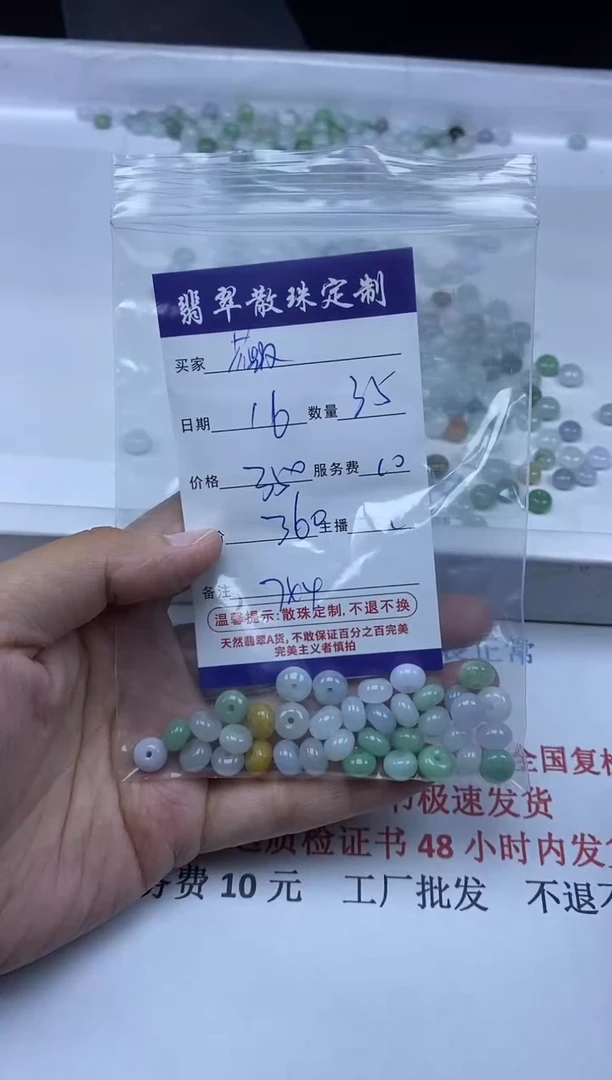 翡翠散珠定制
买家
日期 16 数量 35
价格 350 服务费 10
360 主播
备注 7x4
温馨提示:散珠定制.不退不换
天然翡翠A货,不敢保证百分之百完美
完美主义者慎拍
正常
全国复检
书极速发货
质检证书 48 小时内发货
务费 10 元 工厂批发 不退不